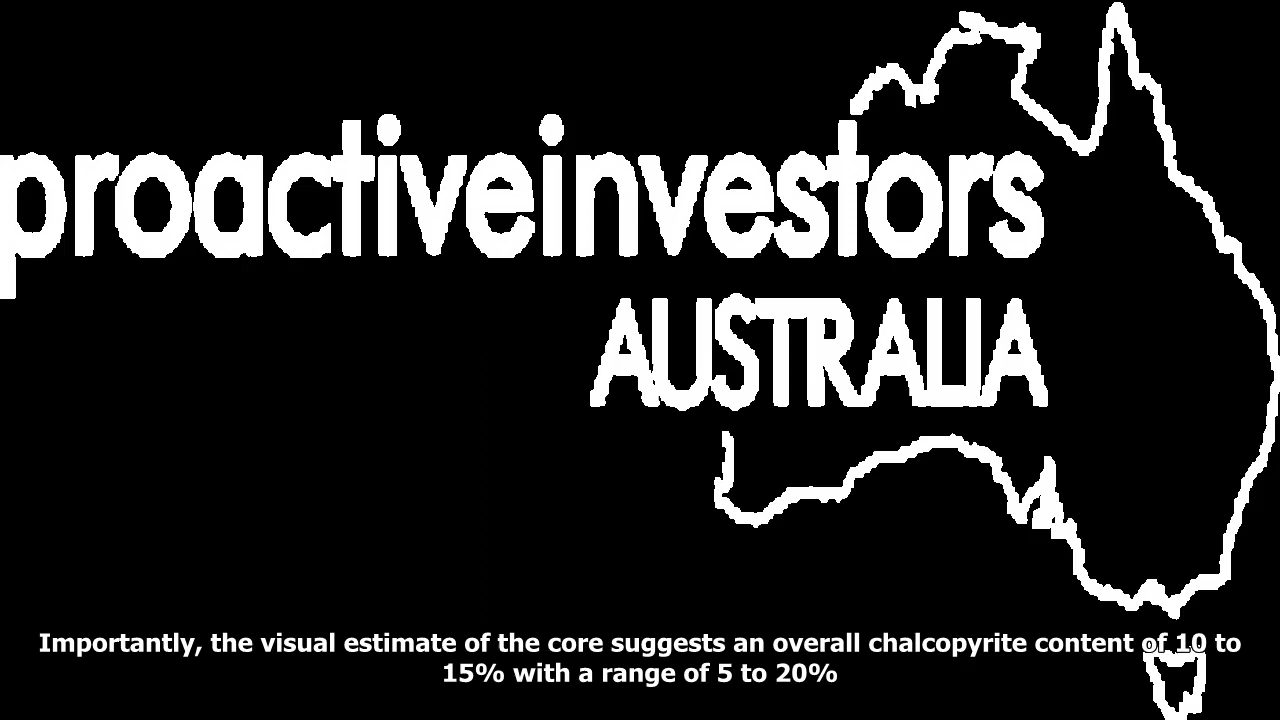 proactiveinvestors
AUSTRALIA
Importantly, the visual estimate of the core suggests an overall chalcopyrite content of 10 to
15% with a range of 5 to 20%